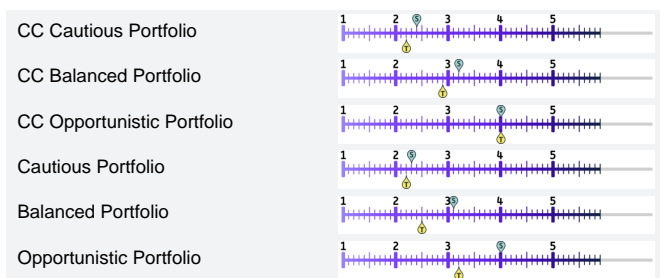 CC Cautious Portfolio 1 2 3 4 5 S T
CC Balanced Portfolio 1 2 3 4 5 S T
CC Opportunistic Portfolio 1 2 3 4 5 S T
Cautious Portfolio 1 2 3 4 5 S T
Balanced Portfolio 1 2 3 4 5 S T
Opportunistic Portfolio 1 2 3 4 5 S T